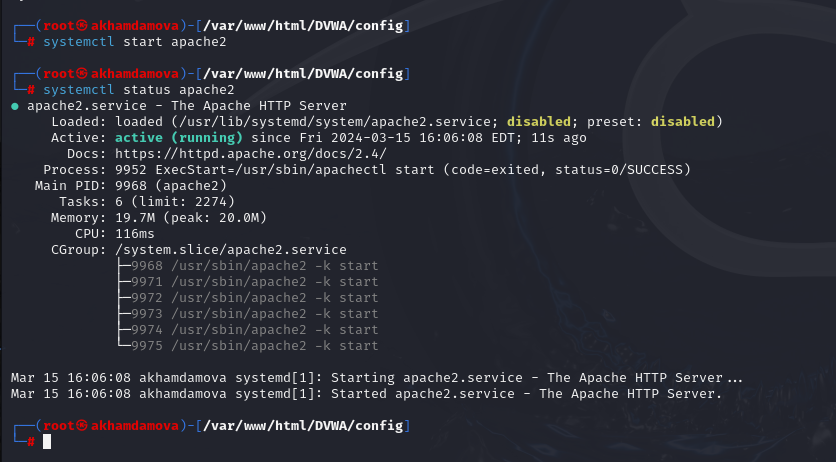 ┌──(root㉿akhamdamova)-[/var/www/html/DVWA/config]
└─# systemctl start apache2
┌──(root㉿akhamdamova)-[/var/www/html/DVWA/config]
└─# systemctl status apache2
● apache2.service - The Apache HTTP Server
Loaded: loaded (/usr/lib/systemd/system/apache2.service; disabled; preset: disabled)
Active: active (running) since Fri 2024-03-15 16:06:08 EDT; 11s ago
Docs: https://httpd.apache.org/docs/2.4/
Process: 9952 ExecStart=/usr/sbin/apachectl start (code=exited, status=0/SUCCESS)
Main PID: 9968 (apache2)
Tasks: 6 (limit: 2274)
Memory: 19.7M (peak: 20.0M)
CPU: 116ms
CGroup: /system.slice/apache2.service
├─9968 /usr/sbin/apache2 -k start
├─9971 /usr/sbin/apache2 -k start
├─9972 /usr/sbin/apache2 -k start
├─9973 /usr/sbin/apache2 -k start
├─9974 /usr/sbin/apache2 -k start
└─9975 /usr/sbin/apache2 -k start
Mar 15 16:06:08 akhamdamova systemd[1]: Starting apache2.service - The Apache HTTP Server...
Mar 15 16:06:08 akhamdamova systemd[1]: Started apache2.service - The Apache HTTP Server.
┌──(root㉿akhamdamova)-[/var/www/html/DVWA/config]
└─#